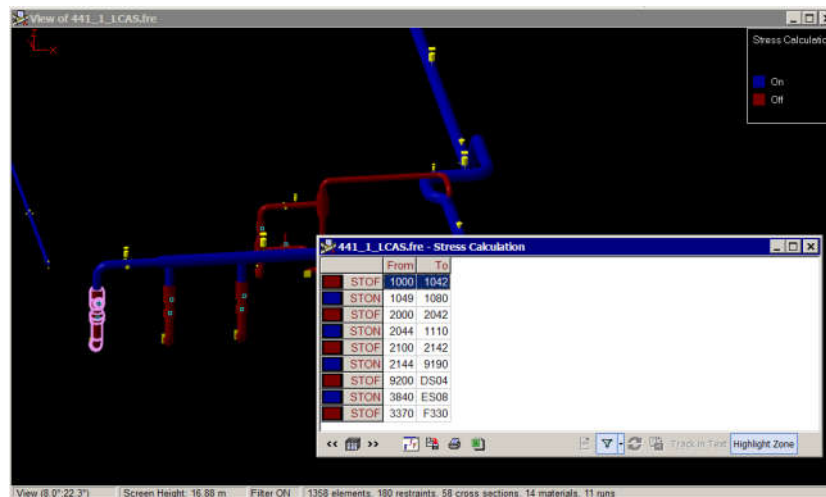 View of 441_1_LCAS.fre
X
Stress Calculatio
On
Off
441_1_LCAS.fre - Stress Calculation
From To
STOF 1000 1042
STON 1049 1080
STOF 2000 2042
STON 2044 1110
STOF 2100 2142
STON 2144 9190
STOF 9200 DS04
STON 3840 ES08
STOF 3370 F330
<< >> Track in Text Highlight Zone
View (8.0°;22.3°) Screen Height: 16.88 m Filter ON 1358 elements, 180 restraints, 58 cross sections, 14 materials, 11 runs